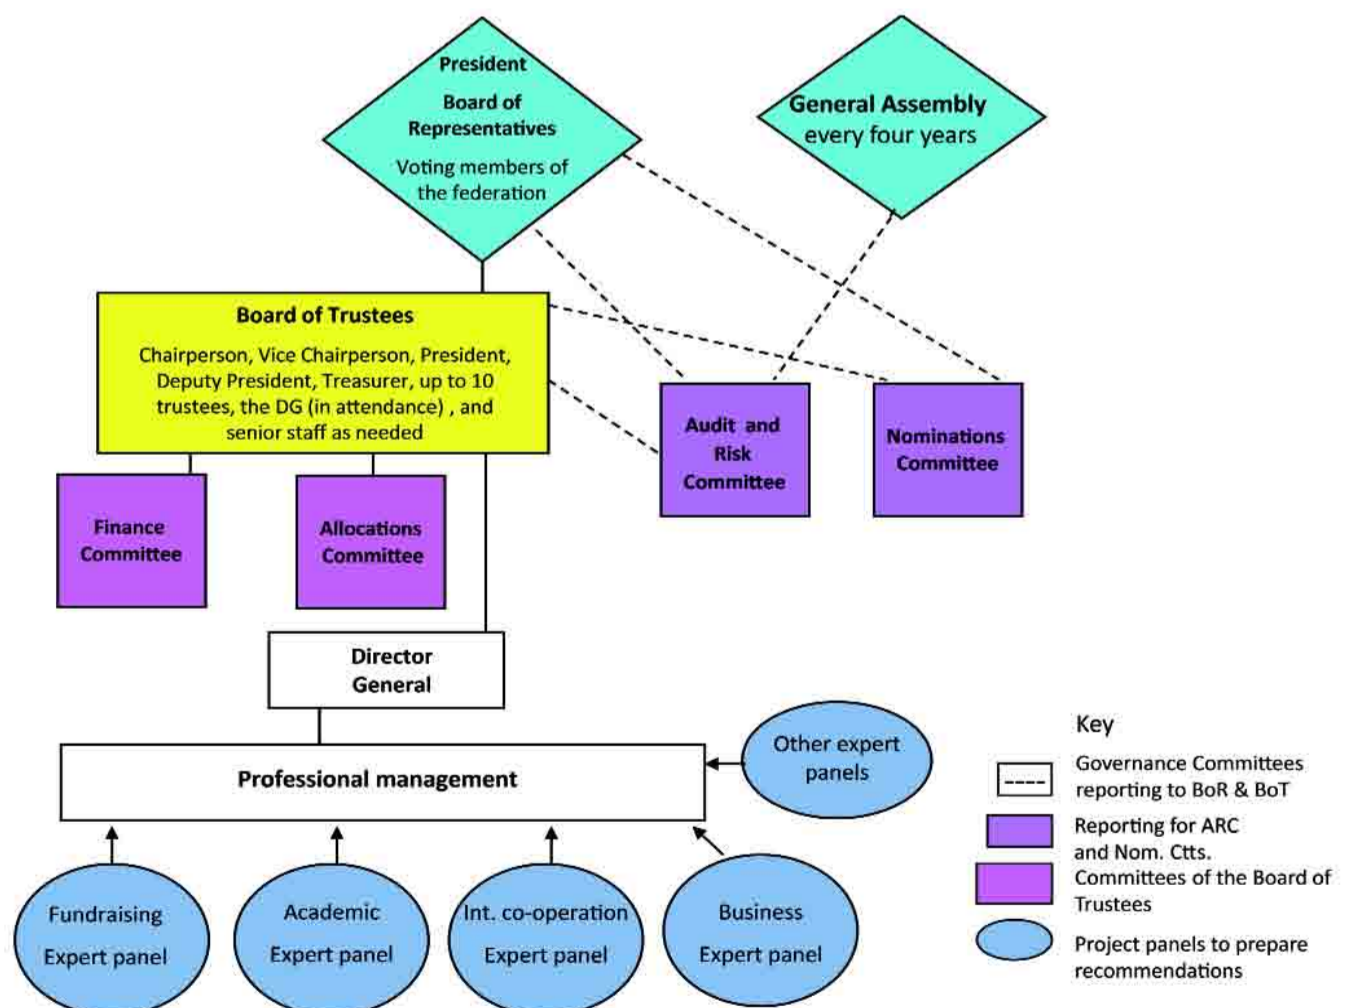 President
Board of
Representatives
Voting members of
the federation
General Assembly
every four years
Board of Trustees
Chairperson, Vice Chairperson, President,
Deputy President, Treasurer, up to 10
trustees, the DG (in attendance) , and
senior staff as needed
Audit and
Risk
Committee
Nominations
Committee
Finance
Committee
Allocations
Committee
Director
General
Professional management
Other expert
panels
Fundraising
Expert panel
Academic
Expert panel
Int. co-operation
Expert panel
Business
Expert panel
Key
Governance Committees
reporting to BoR & BoT
Reporting for ARC
and Nom. Ctts.
Committees of the Board of
Trustees
Project panels to prepare
recommendations